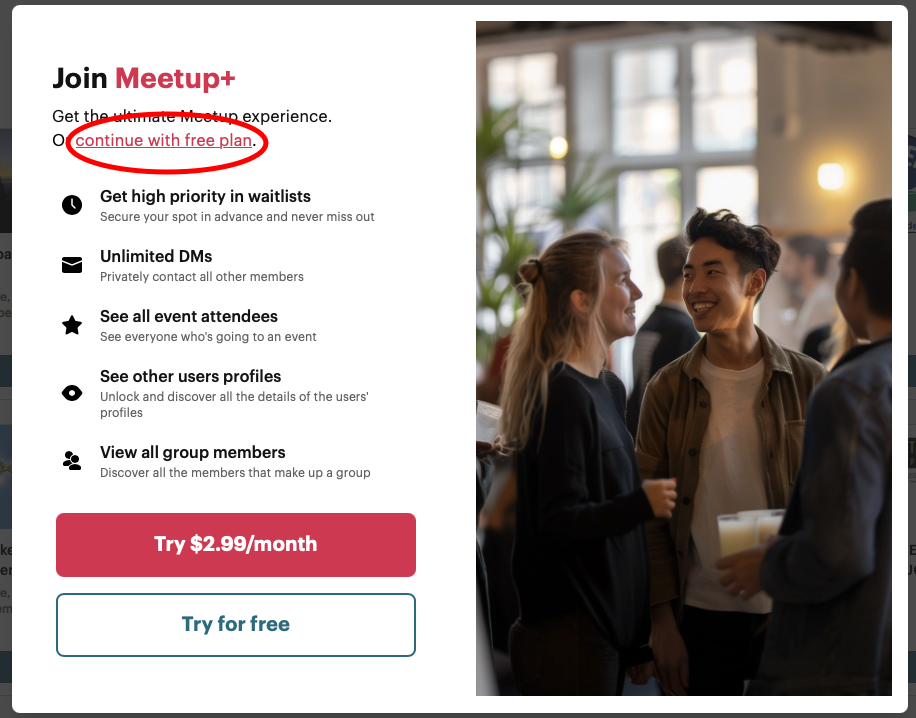 Join Meetup+
Get the ultimate Meetup experience.
Or continue with free plan.
Get high priority in waitlists
Secure your spot in advance and never miss out
Unlimited DMs
Privately contact all other members
See all event attendees
See everyone who's going to an event
See other users profiles
Unlock and discover all the details of the users'
profiles
View all group members
Discover all the members that make up a group
Try $2.99/month
Try for free